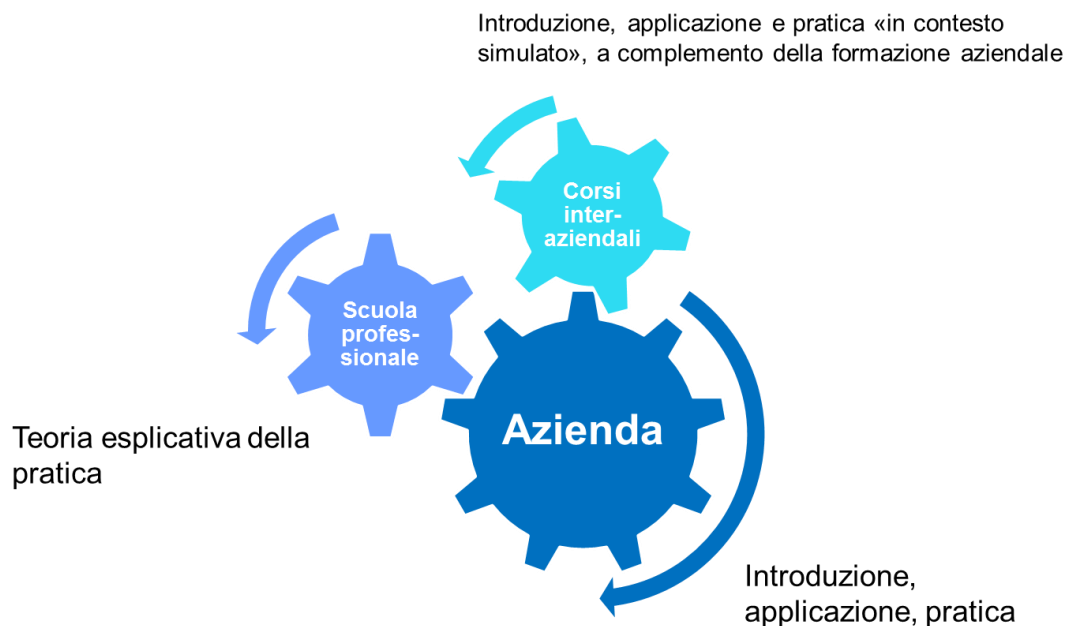 Introduzione, applicazione e pratica «in contesto
simulato», a complemento della formazione aziendale
Corsi
inter-
aziendali
Scuola
profes-
sionale
Azienda
Teoria esplicativa della
pratica
Introduzione,
applicazione, pratica